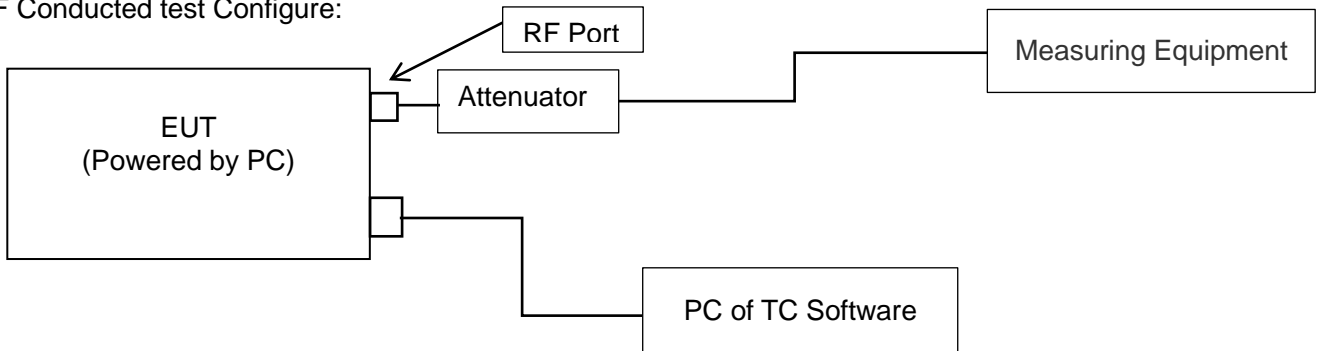 F Conducted test Configure:
RF Port
Measuring Equipment
Attenuator
EUT
(Powered by PC)
PC of TC Software